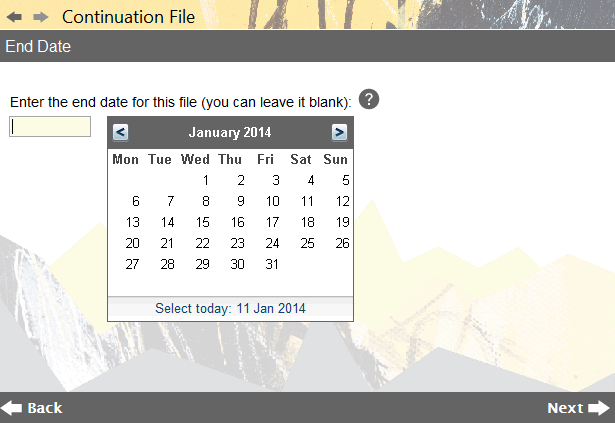 Continuation File
End Date
Enter the end date for this file (you can leave it blank): ?
< January 2014 >
Mon Tue Wed Thu Fri Sat Sun
1 2 3 4 5
6 7 8 9 10 11 12
13 14 15 16 17 18 19
20 21 22 23 24 25 26
27 28 29 30 31
Select today: 11 Jan 2014
Back Next